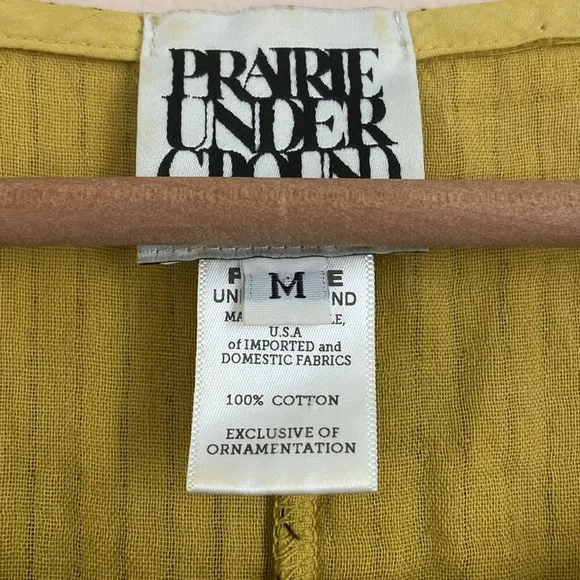 PRAIRIE
UNDER
GROUND
M
U.S.A
of IMPORTED and
DOMESTIC FABRICS
100% COTTON
EXCLUSIVE OF
ORNAMENTATION